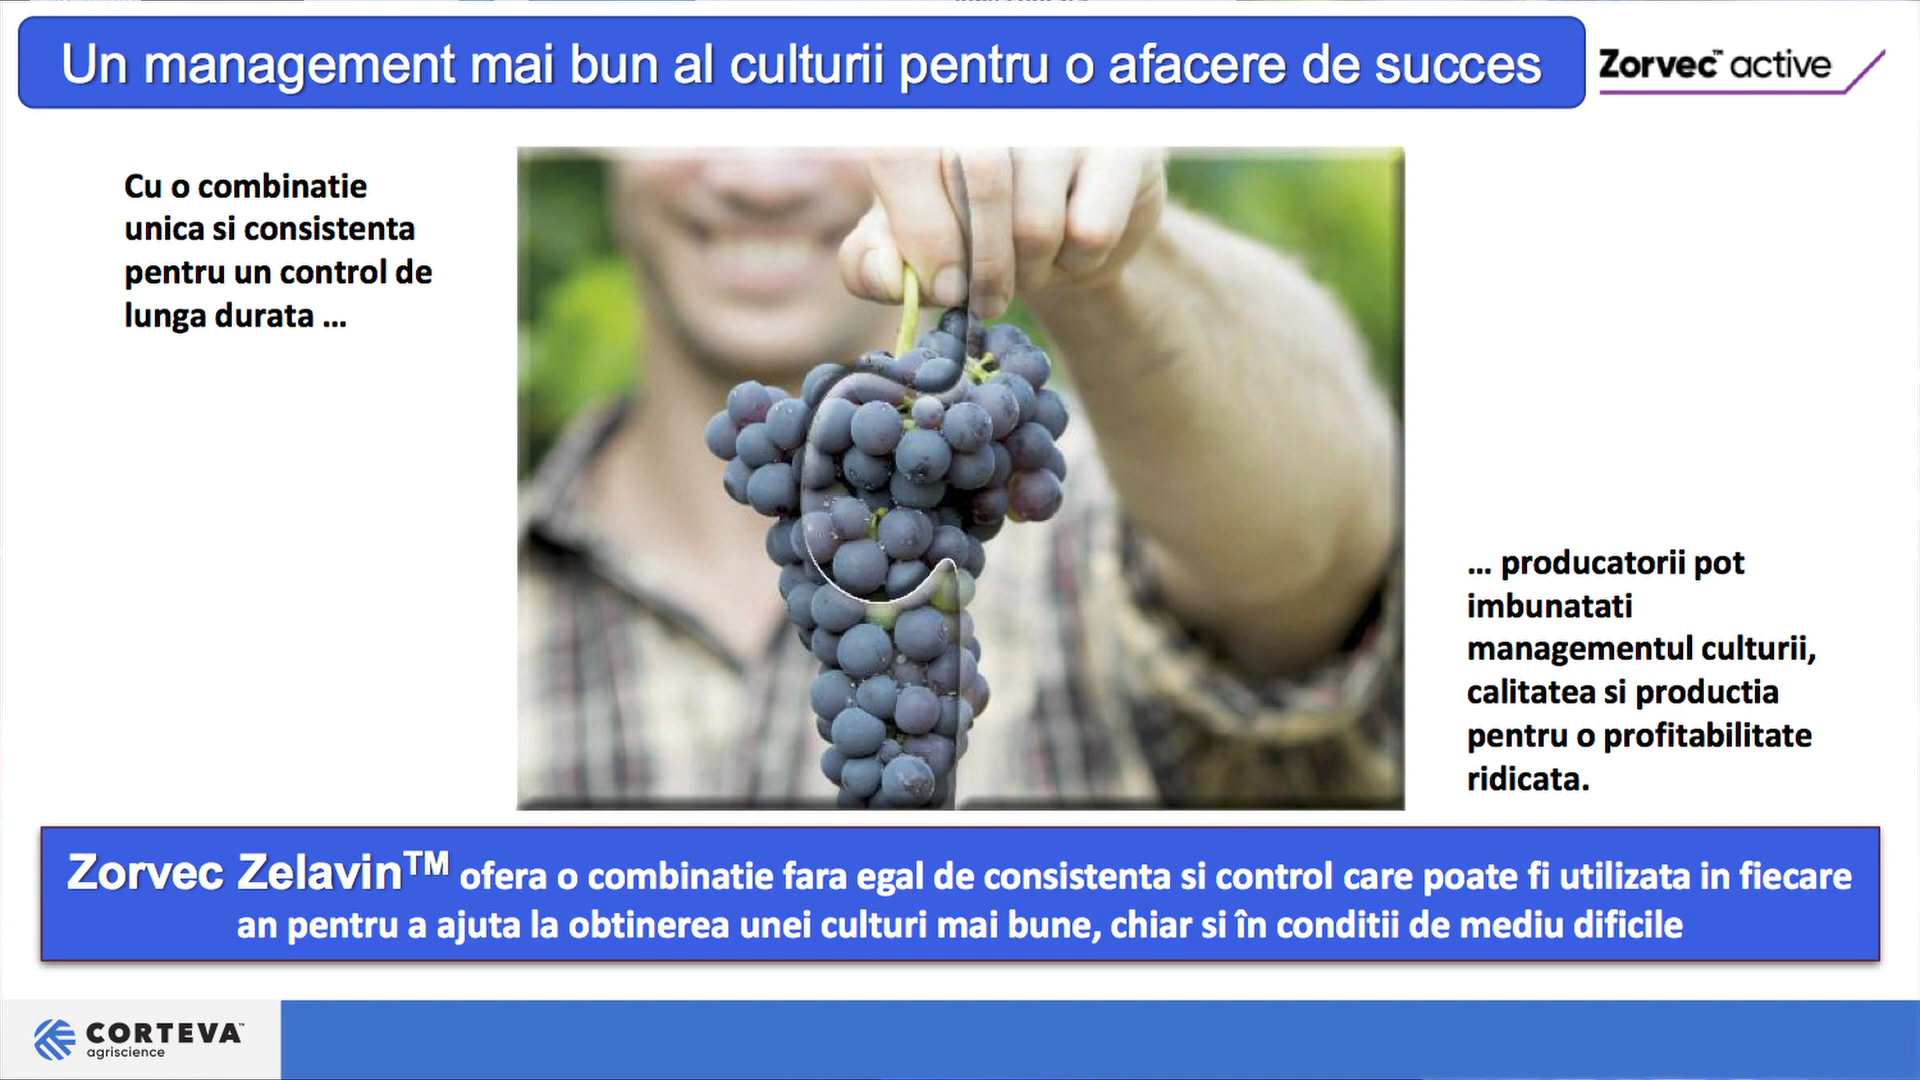 Un management mai bun al culturii pentru o afacere de succes
Zorvec™ active
Cu o combinatie
unica si consistenta
pentru un control de
lunga durata ...
... producatorii pot
imbunatati
managementul culturii,
calitatea si productia
pentru o profitabilitate
ridicata.
Zorvec Zelavin™ ofera o combinatie fara egal de consistenta si control care poate fi utilizata in fiecare
an pentru a ajuta la obtinerea unei culturi mai bune, chiar si în conditii de mediu dificile
CORTEVA™
agriscience